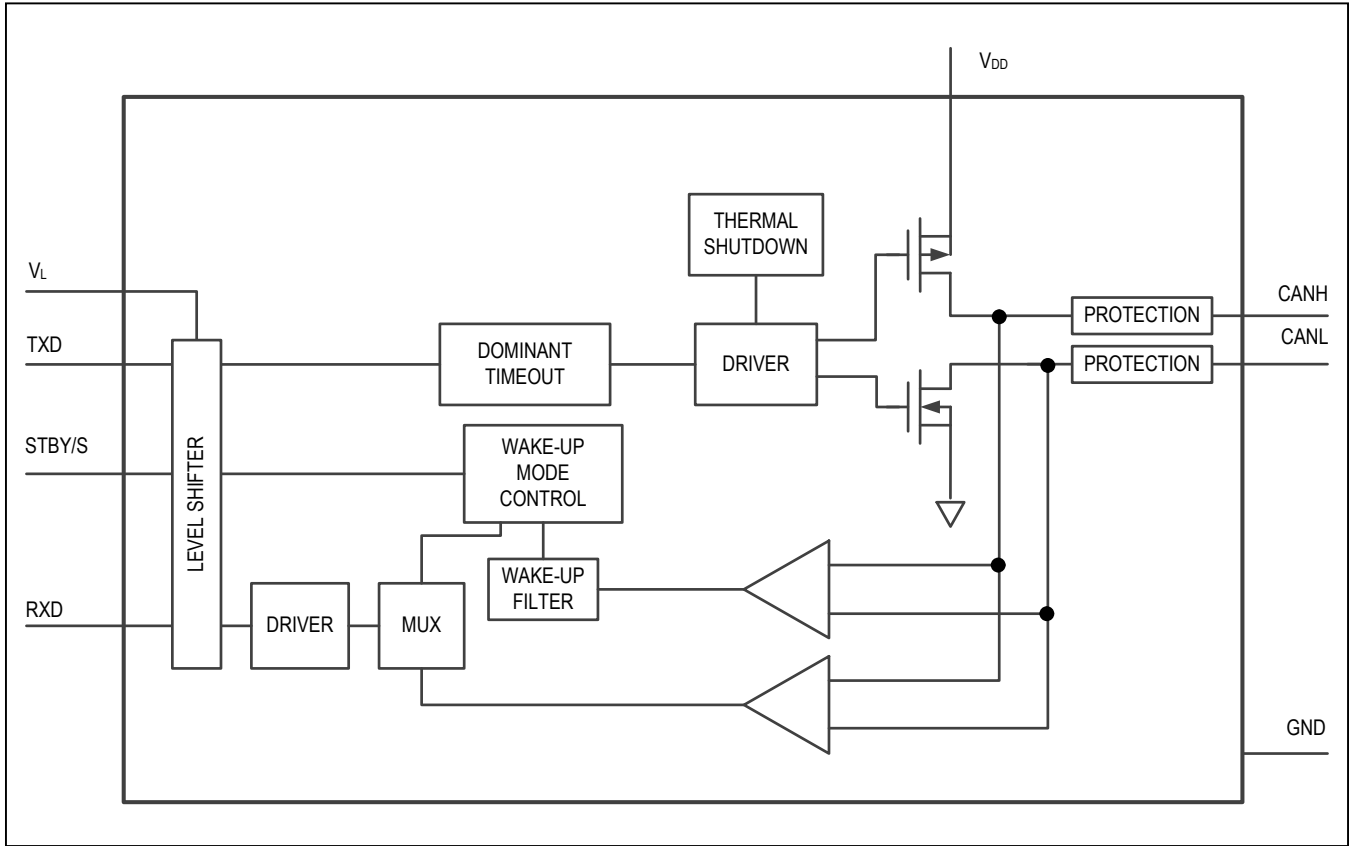 VDD
THERMAL
SHUTDOWN
VL
CANH
PROTECTION
TXD
CANL
DOMINANT
TIMEOUT
DRIVER
PROTECTION
STBY/S
WAKE-UP
MODE
CONTROL
LEVEL SHIFTER
WAKE-UP
FILTER
RXD
DRIVER
MUX
GND